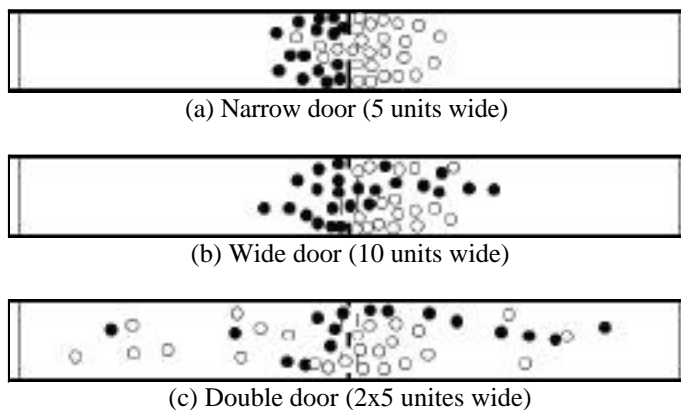 (a) Narrow door (5 units wide)
(b) Wide door (10 units wide)
(c) Double door (2x5 unites wide)